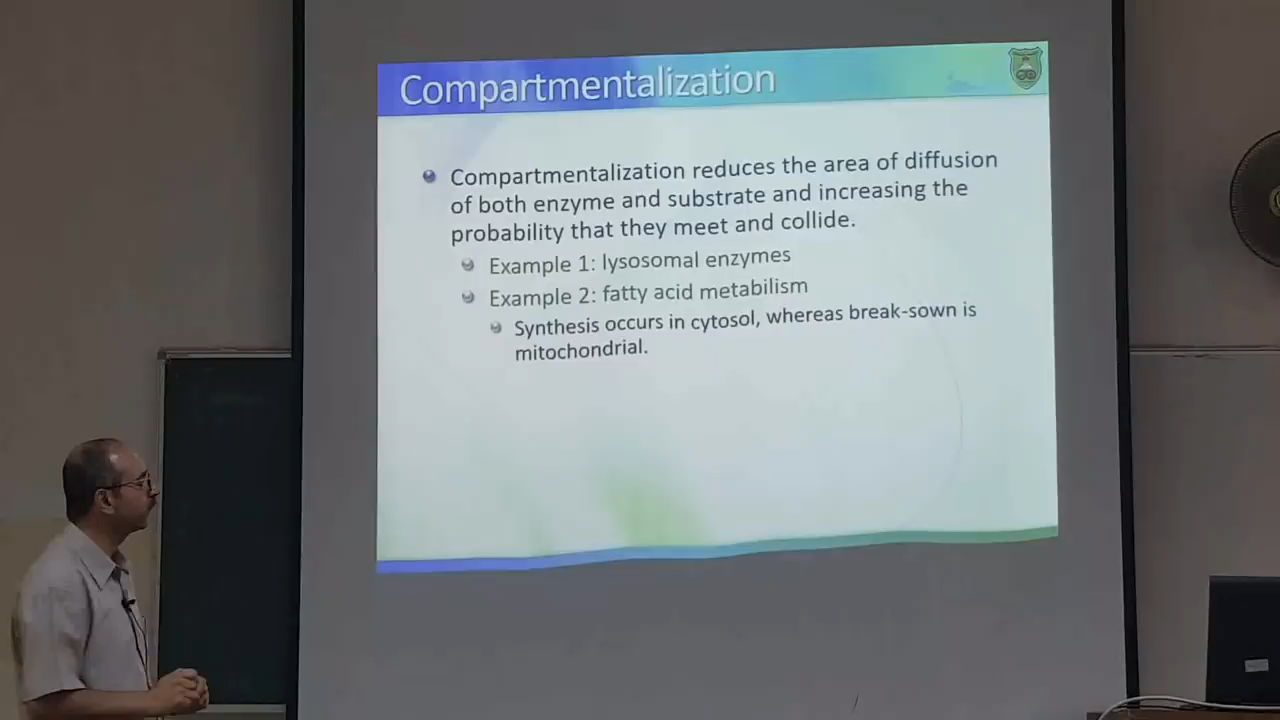 Compartmentalization
Compartmentalization reduces the area of diffusion
of both enzyme and substrate and increasing the
probability that they meet and collide.
Example 1: lysosomal enzymes
Example 2: fatty acid metabilism
Synthesis occurs in cytosol, whereas break-sown is
mitochondrial.